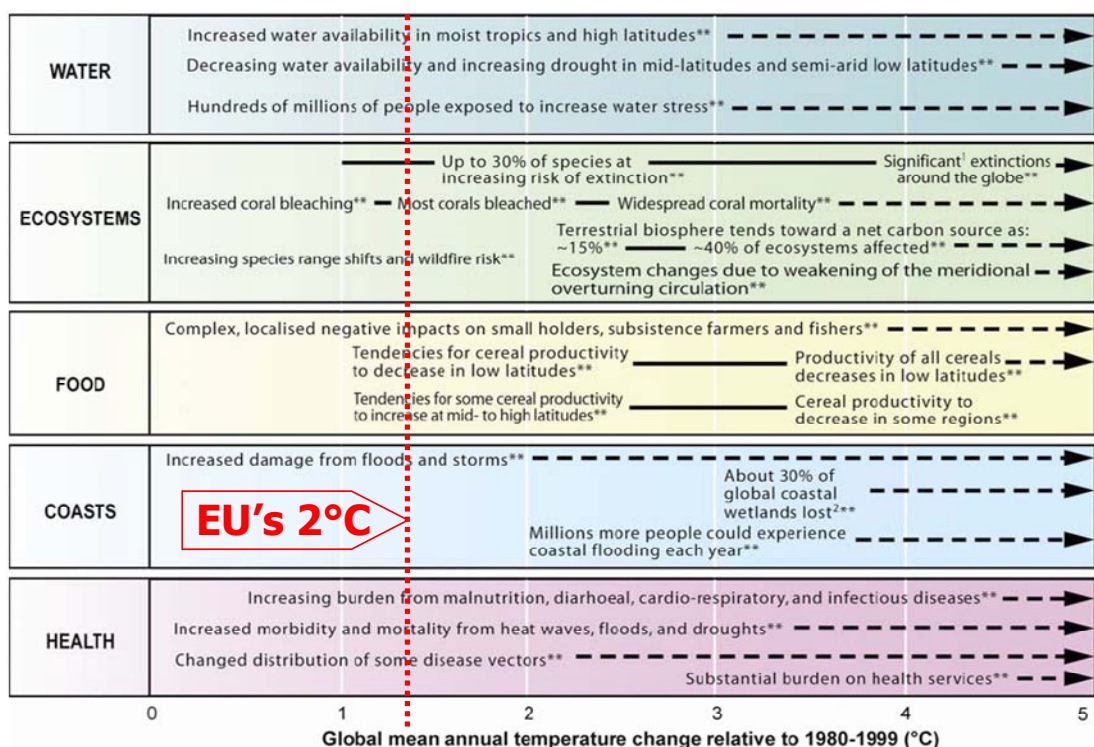 WATER
Increased water availability in moist tropics and high latitudes**
Decreasing water availability and increasing drought in mid-latitudes and semi-arid low latitudes**
Hundreds of millions of people exposed to increase water stress**
ECOSYSTEMS
Up to 30% of species at
increasing risk of extinction**
Significant¹ extinctions
around the globe**
Increased coral bleaching**
Most corals bleached**
Widespread coral mortality**
Terrestrial biosphere tends toward a net carbon source as:
~15%**
~40% of ecosystems affected**
Increasing species range shifts and wildfire risk**
Ecosystem changes due to weakening of the meridional
overturning circulation**
FOOD
Complex, localised negative impacts on small holders, subsistence farmers and fishers**
Tendencies for cereal productivity
to decrease in low latitudes**
Productivity of all cereals
decreases in low latitudes**
Tendencies for some cereal productivity
to increase at mid- to high latitudes**
Cereal productivity to
decrease in some regions**
COASTS
Increased damage from floods and storms**
EU's 2°C
About 30% of
global coastal
wetlands lost²**
Millions more people could experience
coastal flooding each year**
HEALTH
Increasing burden from malnutrition, diarhoeal, cardio-respiratory, and infectious diseases**
Increased morbidity and mortality from heat waves, floods, and droughts**
Changed distribution of some disease vectors**
Substantial burden on health services**
0 1 2 3 4 5
Global mean annual temperature change relative to 1980-1999 (°C)